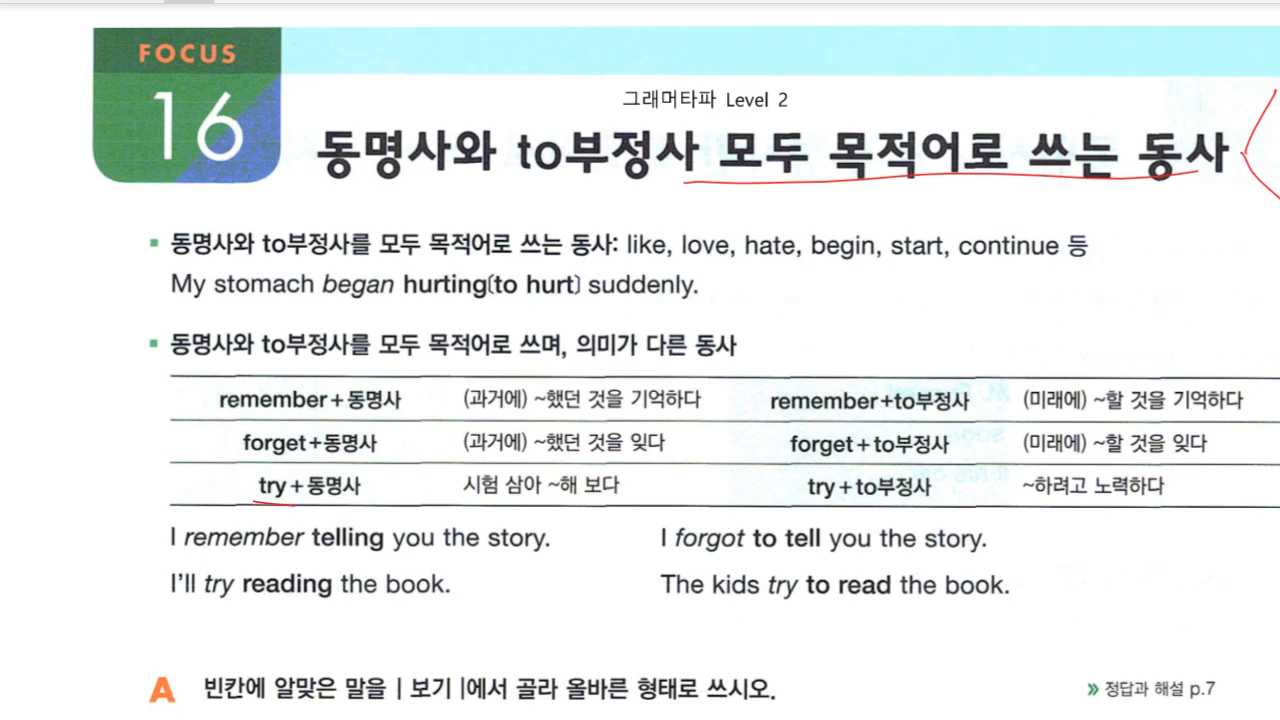 FOCUS
16
그래머타파 Level 2
동명사와 to부정사 모두 목적어로 쓰는 동사
동명사와 to부정사를 모두 목적어로 쓰는 동사: like, love, hate, begin, start, continue 등
My stomach began hurting(to hurt) suddenly.
동명사와 to부정사를 모두 목적어로 쓰며, 의미가 다른 동사
remember+동명사 (과거에) ~했던 것을 기억하다 remember+to부정사 (미래에) ~할 것을 기억하다
forget+동명사 (과거에) ~했던 것을 잊다 forget+to부정사 (미래에) ~할 것을 잊다
try+동명사 시험 삼아 ~해 보다 try+to부정사 ~하려고 노력하다
I remember telling you the story. I forgot to tell you the story.
I'll try reading the book. The kids try to read the book.
A 빈칸에 알맞은 말을 | 보기 |에서 골라 올바른 형태로 쓰시오. » 정답과 해설 p.7